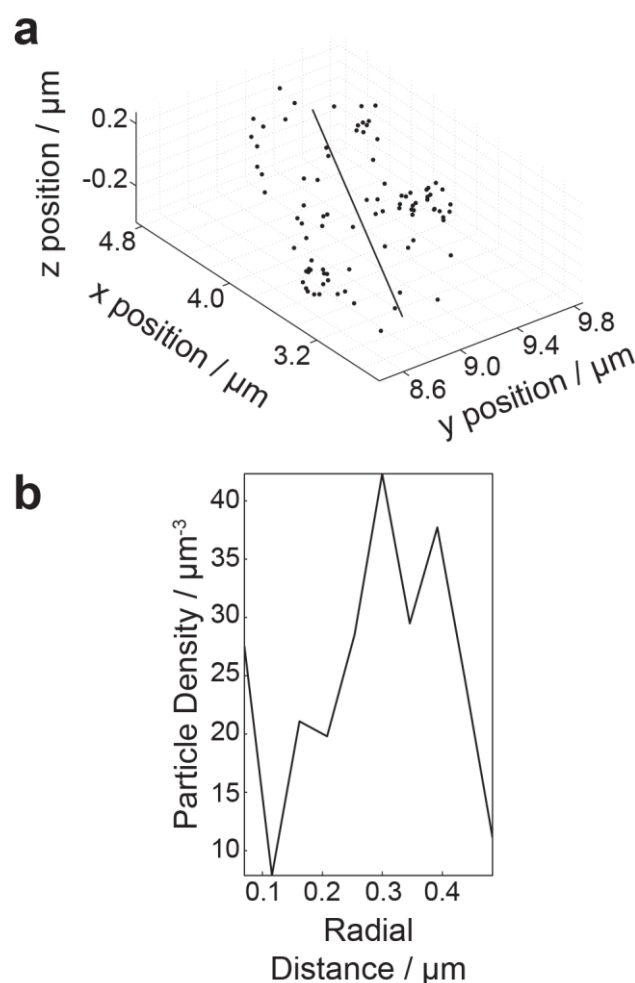 a
z position / µm
0.2
-0.2
4.8
4.0
3.2
x position / µm
8.6
9.0
9.4
9.8
y position / µm
b
Particle Density / µm⁻³
40
35
30
25
20
15
10
0.1 0.2 0.3 0.4
Radial
Distance / µm